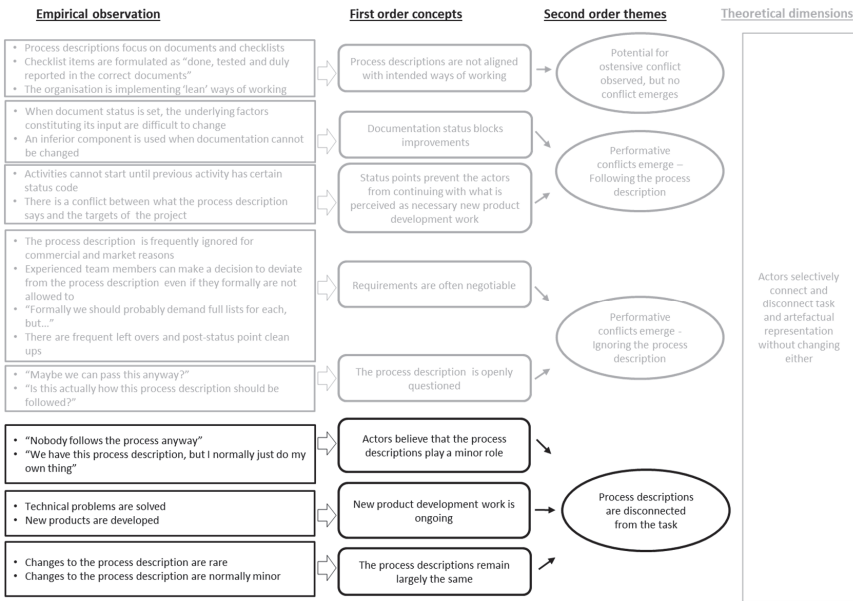 Empirical observation
First order concepts
Second order themes
Theoretical dimensions
• Process descriptions focus on documents and checklists
• Checklist items are formulated as “done, tested and duly
reported in the correct documents”
• The organisation is implementing ‘lean’ ways of working
Process descriptions are not aligned
with intended ways of working
Potential for
ostensive conflict
observed, but no
conflict emerges
• When document status is set, the underlying factors
constituting its input are difficult to change
• An inferior component is used when documentation cannot
be changed
Documentation status blocks
improvements
Performative
conflicts emerge –
Following the process
description
• Activities cannot start until previous activity has certain
status code
• There is a conflict between what the process description
says and the targets of the project
Status points prevent the actors
from continuing with what is
perceived as necessary new product
development work
• The process description is frequently ignored for
commercial and market reasons
• Experienced team members can make a decision to deviate
from the process description even if they formally are not
allowed to
• “Formally we should probably demand full lists for each,
but…”
• There are frequent left overs and post-status point clean
ups
Requirements are often negotiable
Performative
conflicts emerge -
Ignoring the process
description
Actors selectively
connect and
disconnect task
and artefactual
representation
without changing
either
• “Maybe we can pass this anyway?”
• “Is this actually how this process description should be
followed?”
The process description is openly
questioned
• “Nobody follows the process anyway”
• “We have this process description, but I normally just do my
own thing”
Actors believe that the process
descriptions play a minor role
• Technical problems are solved
• New products are developed
New product development work is
ongoing
Process descriptions
are disconnected
from the task
• Changes to the process description are rare
• Changes to the process description are normally minor
The process descriptions remain
largely the same